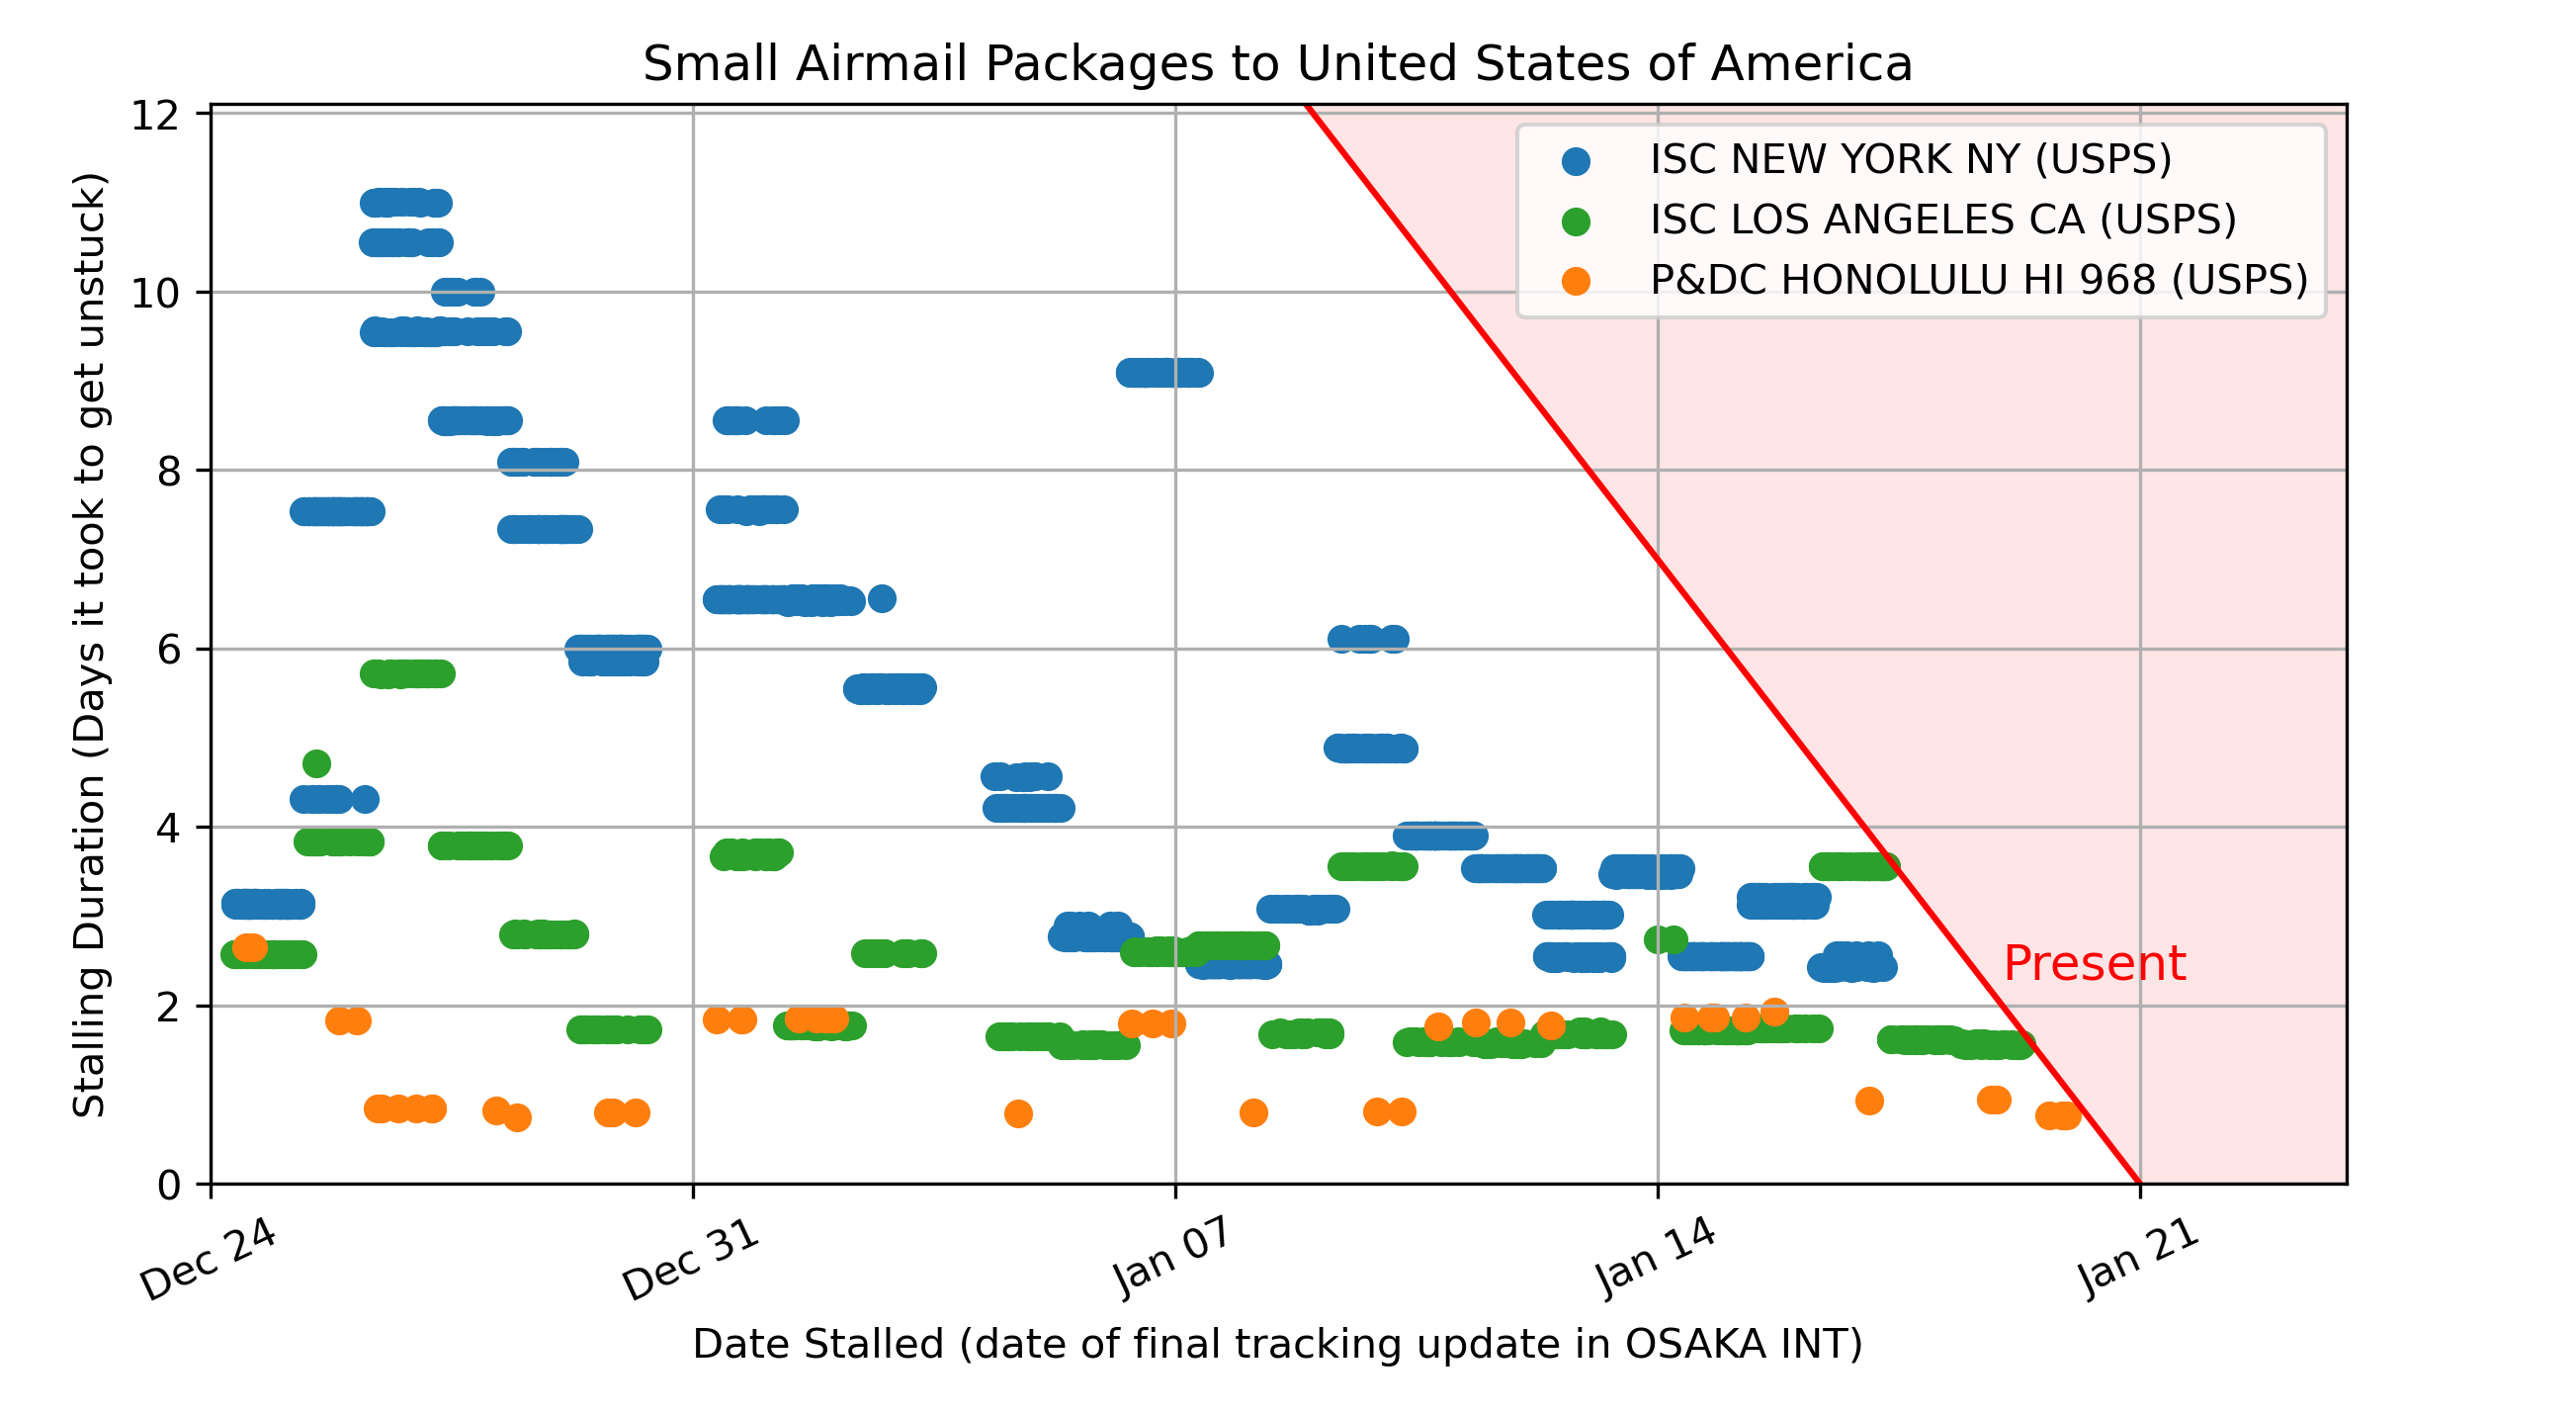 Small Airmail Packages to United States of America
Stalling Duration (Days it took to get unstuck)
12
10
8
6
4
2
0
ISC NEW YORK NY (USPS)
ISC LOS ANGELES CA (USPS)
P&DC HONOLULU HI 968 (USPS)
Present
Dec 24
Dec 31
Jan 07
Jan 14
Jan 21
Date Stalled (date of final tracking update in OSAKA INT)